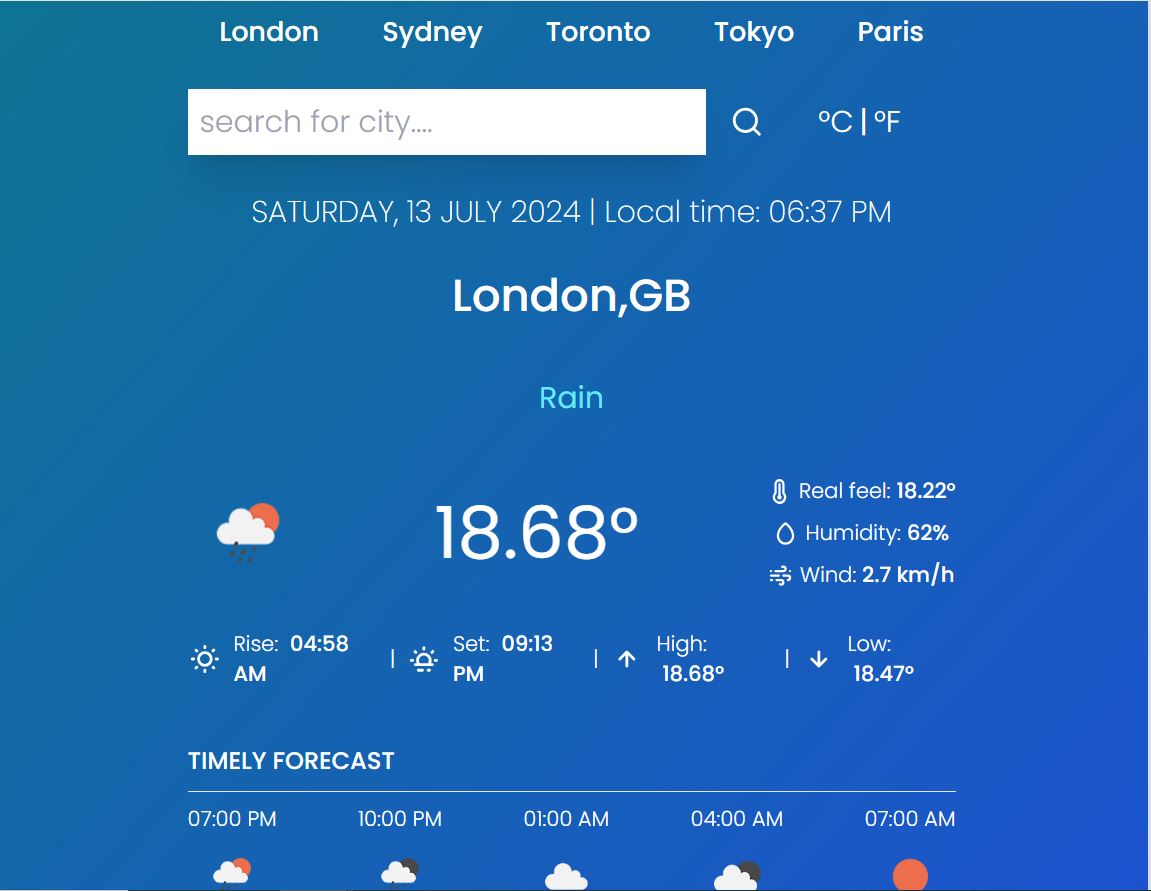 London Sydney Toronto Tokyo Paris
search for city....
°C | °F
SATURDAY, 13 JULY 2024 | Local time: 06:37 PM
London,GB
Rain
18.68°
Real feel: 18.22°
Humidity: 62%
Wind: 2.7 km/h
Rise: 04:58
AM
|
Set: 09:13
PM
|
High:
18.68°
|
Low:
18.47°
TIMELY FORECAST
07:00 PM 10:00 PM 01:00 AM 04:00 AM 07:00 AM